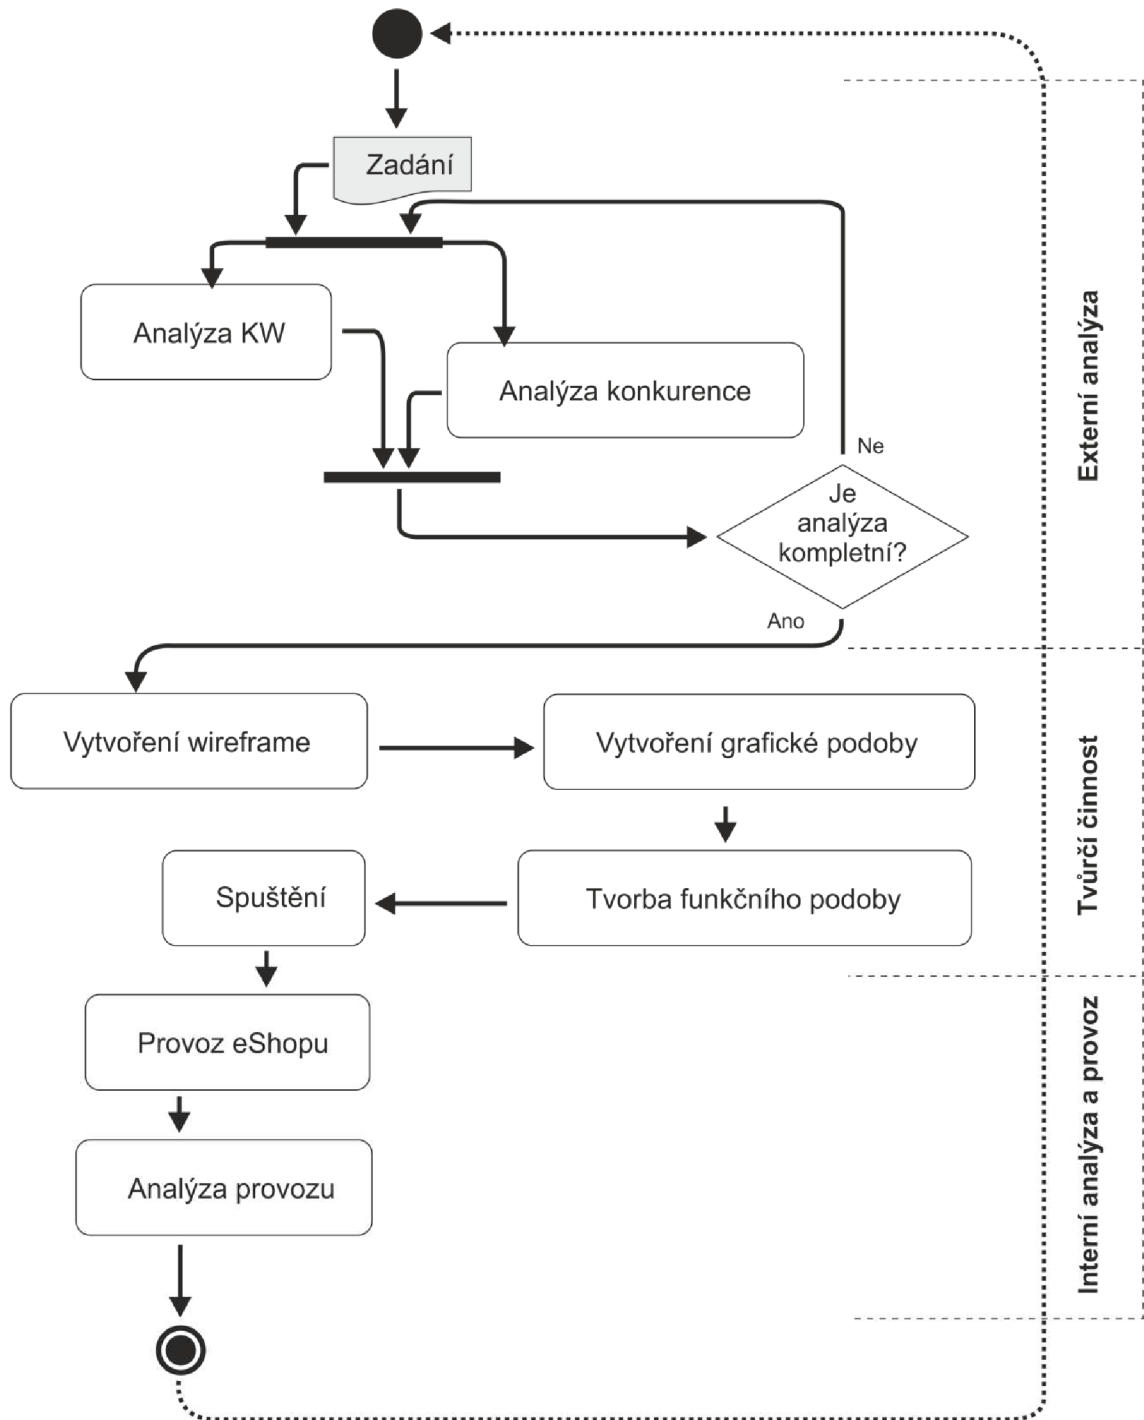 Zadání
Analýza KW
Analýza konkurence
Ne
Je
analýza
kompletní?
Ano
Externí analýza
Vytvoření wireframe
Vytvoření grafické podoby
Spuštění
Tvorba funkčního podoby
Tvůrčí činnost
Provoz eShopu
Analýza provozu
Interní analýza a provoz